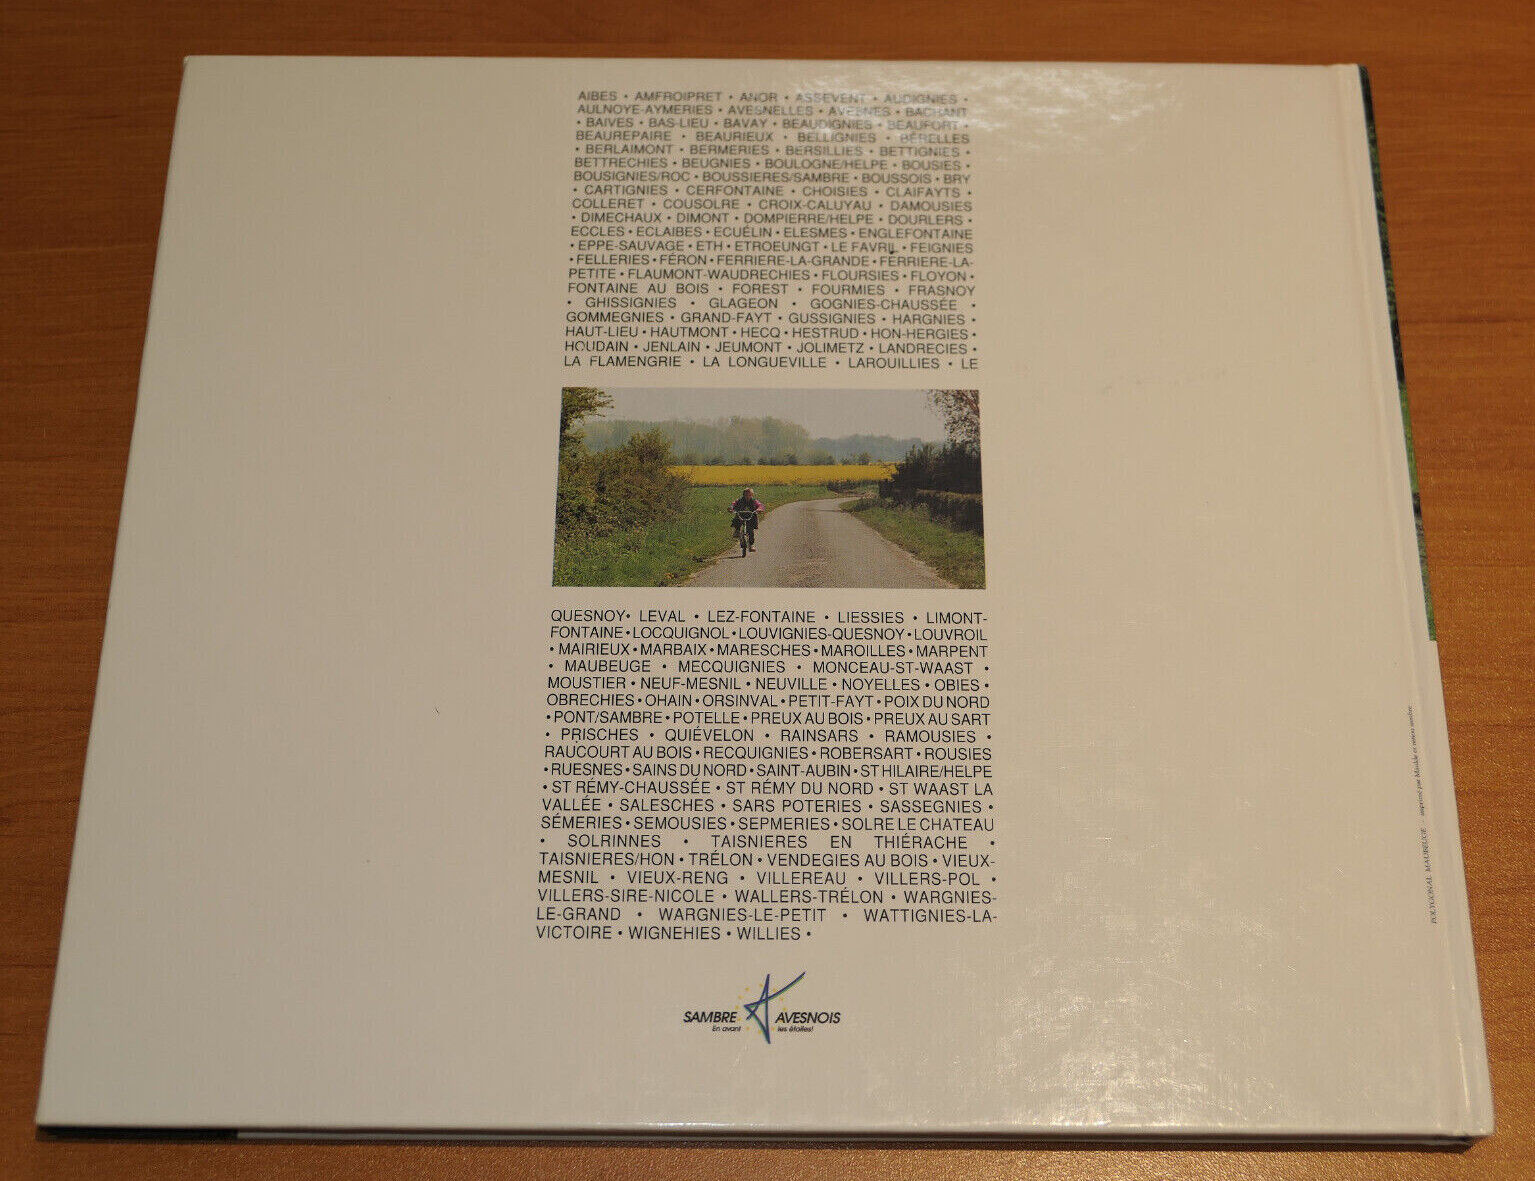 AIBES • AMFROIPRET • ANOR • ASSEVENT • AUDIGNIES •
AULNOYE-AYMERIES • AVESNELLES • AVESNES • BACHANT
• BAIVES • BAS-LIEU • BAVAY • BEAUDIGNIES • BEAUFORT •
BEAUREPAIRE • BEAURIEUX • BELLIGNIES • BÉRELLES
• BERLAIMONT • BERMERIES • BERSILLIES • BETTIGNIES •
BETTRECHIES • BEUGNIES • BOULOGNE/HELPE • BOUSIES •
BOUSIGNIES/ROC • BOUSSIERES/SAMBRE • BOUSSOIS • BRY
• CARTIGNIES • CERFONTAINE • CHOISIES • CLAIFAYTS •
COLLERET • COUSOLRE • CROIX-CALUYAU • DAMOUSIES
• DIMECHAUX • DIMONT • DOMPIERRE/HELPE • DOURLERS •
ECCLES • ECLAIBES • ECUÉLIN • ELESMES • ENGLEFONTAINE
• EPPE-SAUVAGE • ETH • ETROEUNGT • LE FAVRIL • FEIGNIES
• FELLERIES • FÉRON • FERRIERE-LA-GRANDE • FERRIERE-LA-
PETITE • FLAUMONT-WAUDRECHIES • FLOURSIES • FLOYON •
FONTAINE AU BOIS • FOREST • FOURMIES • FRASNOY
• GHISSIGNIES • GLAGEON • GOGNIES-CHAUSSÉE •
GOMMEGNIES • GRAND-FAYT • GUSSIGNIES • HARGNIES •
HAUT-LIEU • HAUTMONT • HECQ • HESTRUD • HON-HERGIES •
HOUDAIN • JENLAIN • JEUMONT • JOLIMETZ • LANDRECIES •
LA FLAMENGRIE • LA LONGUEVILLE • LAROUILLIES • LE
QUESNOY • LEVAL • LEZ-FONTAINE • LIESSIES • LIMONT-
FONTAINE • LOCQUIGNOL • LOUVIGNIES-QUESNOY • LOUVROIL
• MAIRIEUX • MARBAIX • MARESCHES • MAROILLES • MARPENT
• MAUBEUGE • MECQUIGNIES • MONCEAU-ST-WAAST •
MOUSTIER • NEUF-MESNIL • NEUVILLE • NOYELLES • OBIES •
OBRECHIES • OHAIN • ORSINVAL • PETIT-FAYT • POIX DU NORD
• PONT/SAMBRE • POTELLE • PREUX AU BOIS • PREUX AU SART
• PRISCHES • QUIÉVELON • RAINSARS • RAMOUSIES •
RAUCOURT AU BOIS • RECQUIGNIES • ROBERSART • ROUSIES
• RUESNES • SAINS DU NORD • SAINT-AUBIN • ST HILAIRE/HELPE
• ST RÉMY-CHAUSSÉE • ST RÉMY DU NORD • ST WAAST LA
VALLÉE • SALESCHES • SARS POTERIES • SASSEGNIES •
SÉMERIES • SEMOUSIES • SEPMERIES • SOLRE LE CHATEAU
• SOLRINNES • TAISNIERES EN THIÉRACHE •
TAISNIERES/HON • TRÉLON • VENDEGIES AU BOIS • VIEUX-
MESNIL • VIEUX-RENG • VILLEREAU • VILLERS-POL •
VILLERS-SIRE-NICOLE • WALLERS-TRÉLON • WARGNIES-
LE-GRAND • WARGNIES-LE-PETIT • WATTIGNIES-LA-
VICTOIRE • WIGNEHIES • WILLIES •
SAMBRE AVESNOIS
En avant les étoiles!
POLYGONAL MAUBEUGE - imprimé par